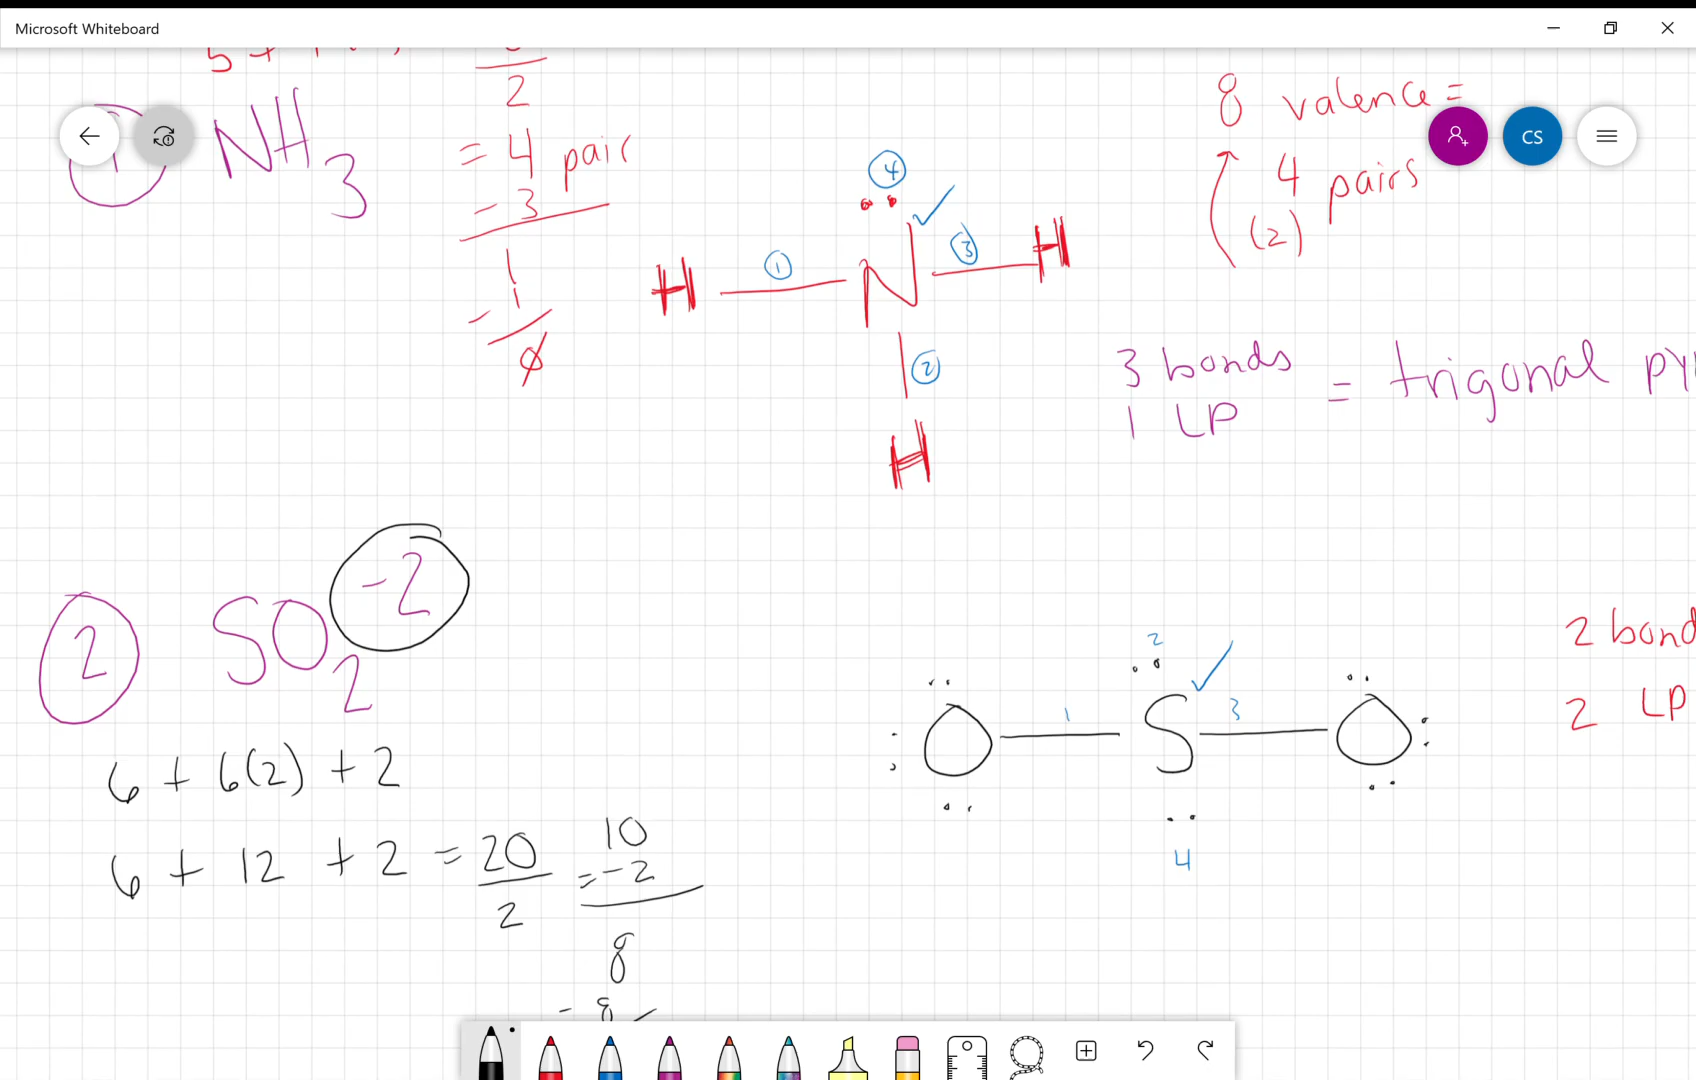 Microsoft Whiteboard
NH3
2
= 4 pair
- 3
1
- 1
0
4
1
3
2
H
N
H
H
8 valence =
4 pairs
(2)
CS
3 bonds
1 LP
= trigonal py
2
SO2 -2
6 + 6(2) + 2
6 + 12 + 2 = 20
2
= 10
- 2
8
- 8
O
S
O
1
2
3
4
2 bond
2 LP